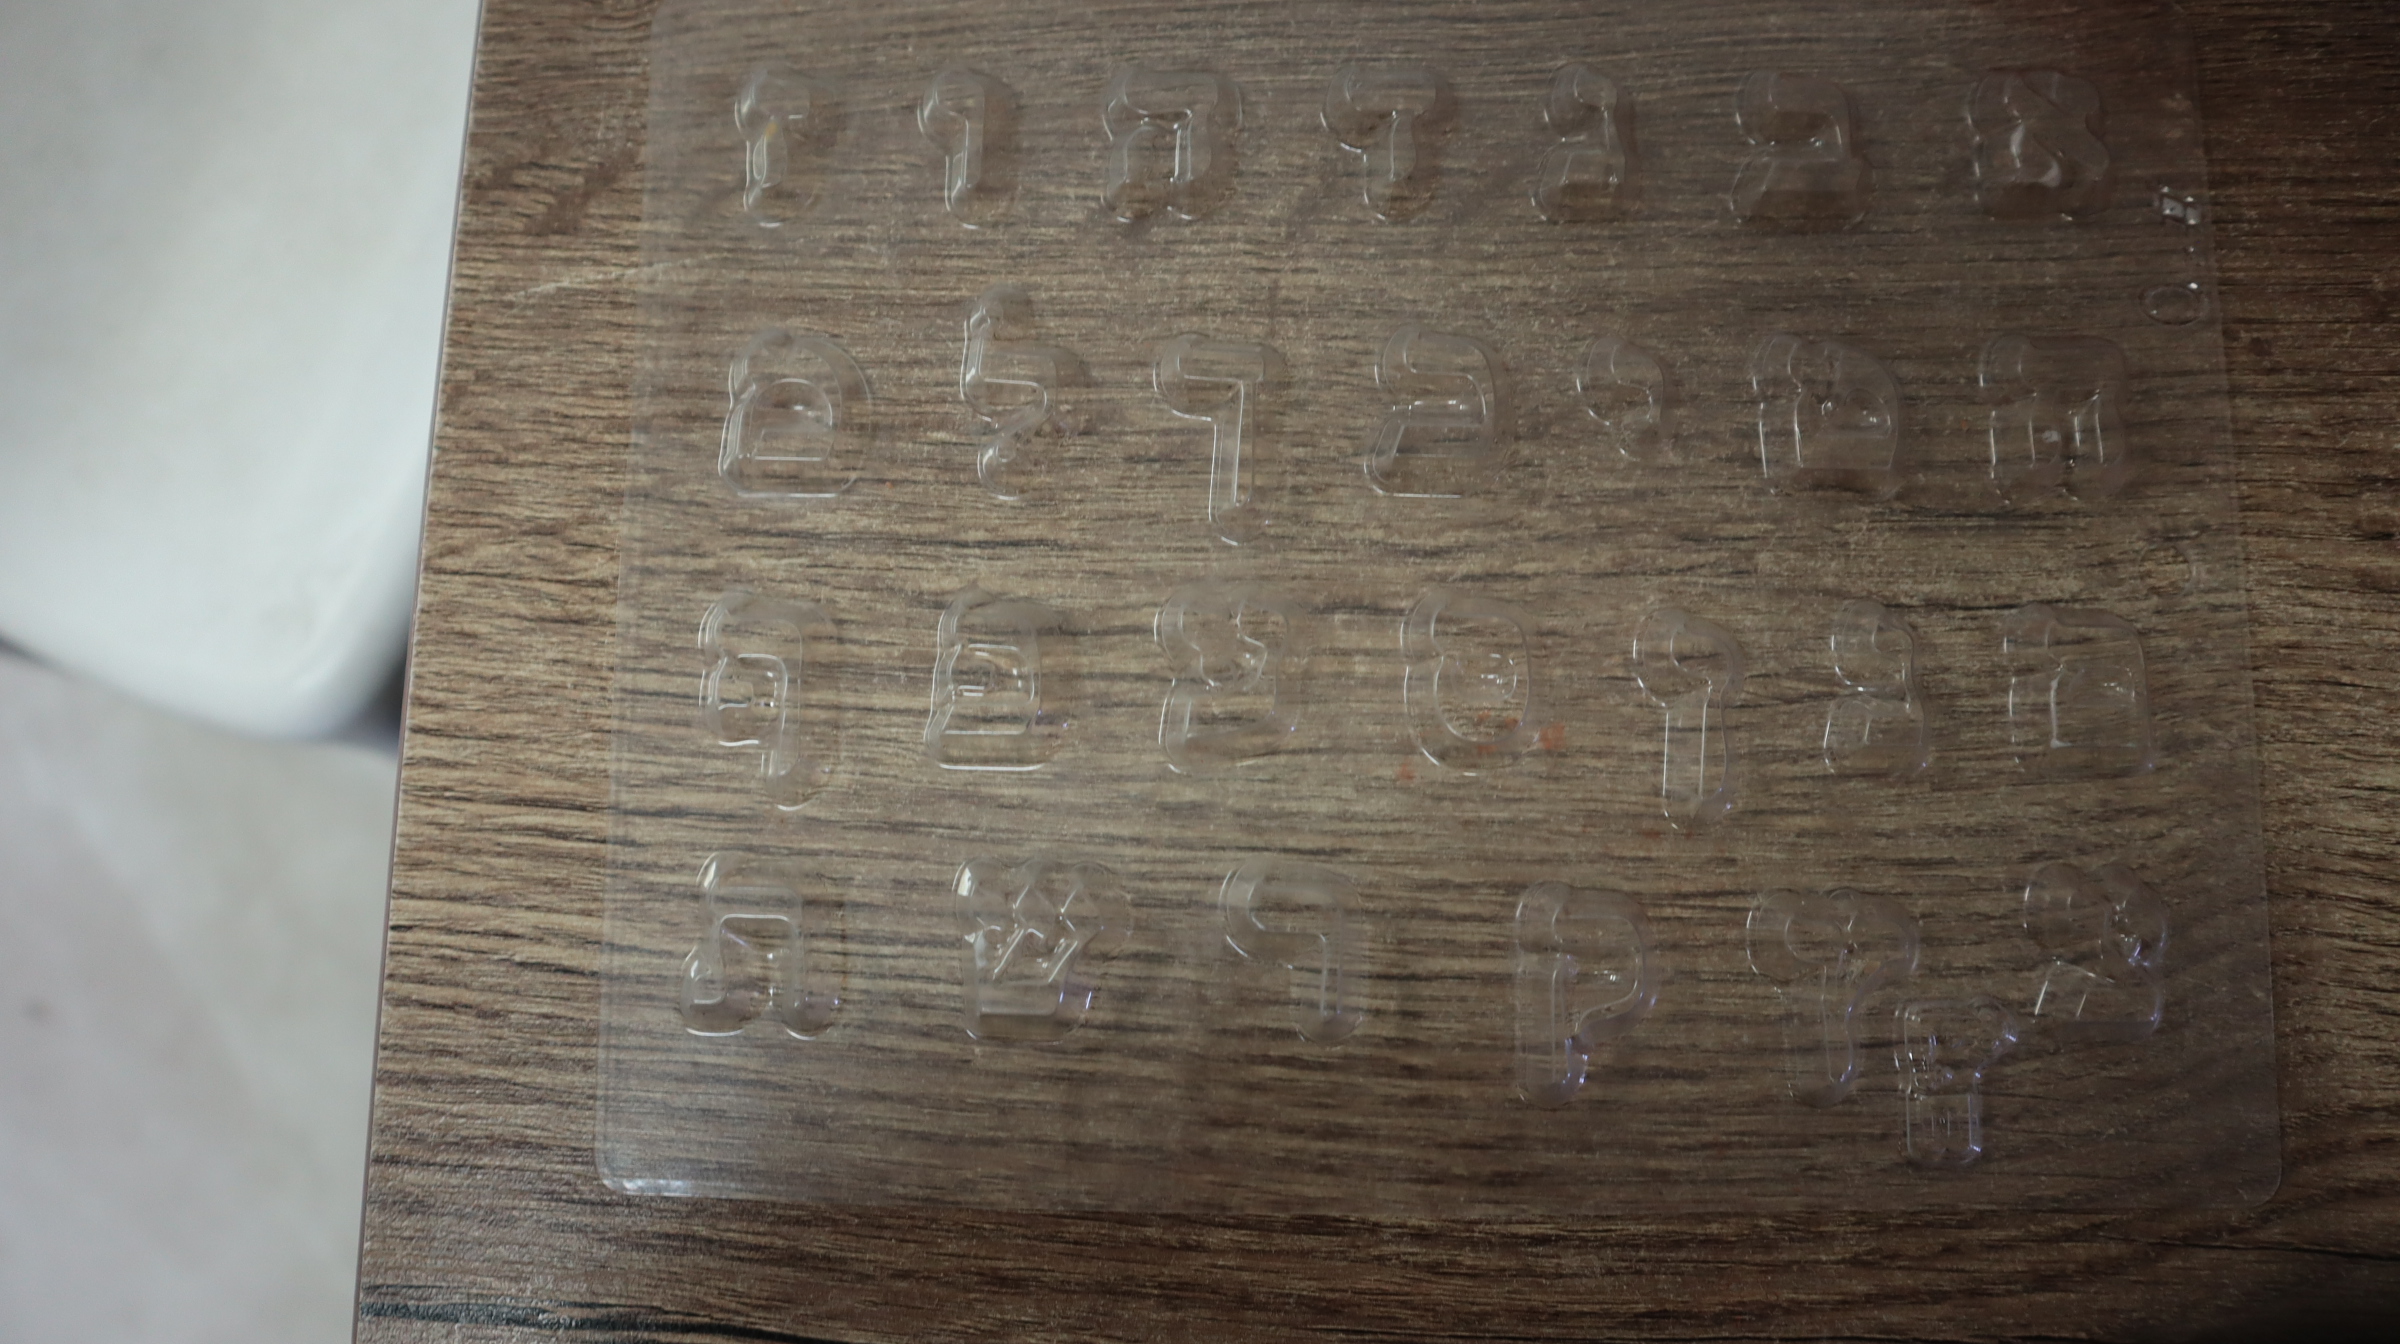 א ב ג ד ה ו ז
ח ט י כ ך ל מ
ם נ ן ס ע פ ף
צ ץ ק ר ש ת